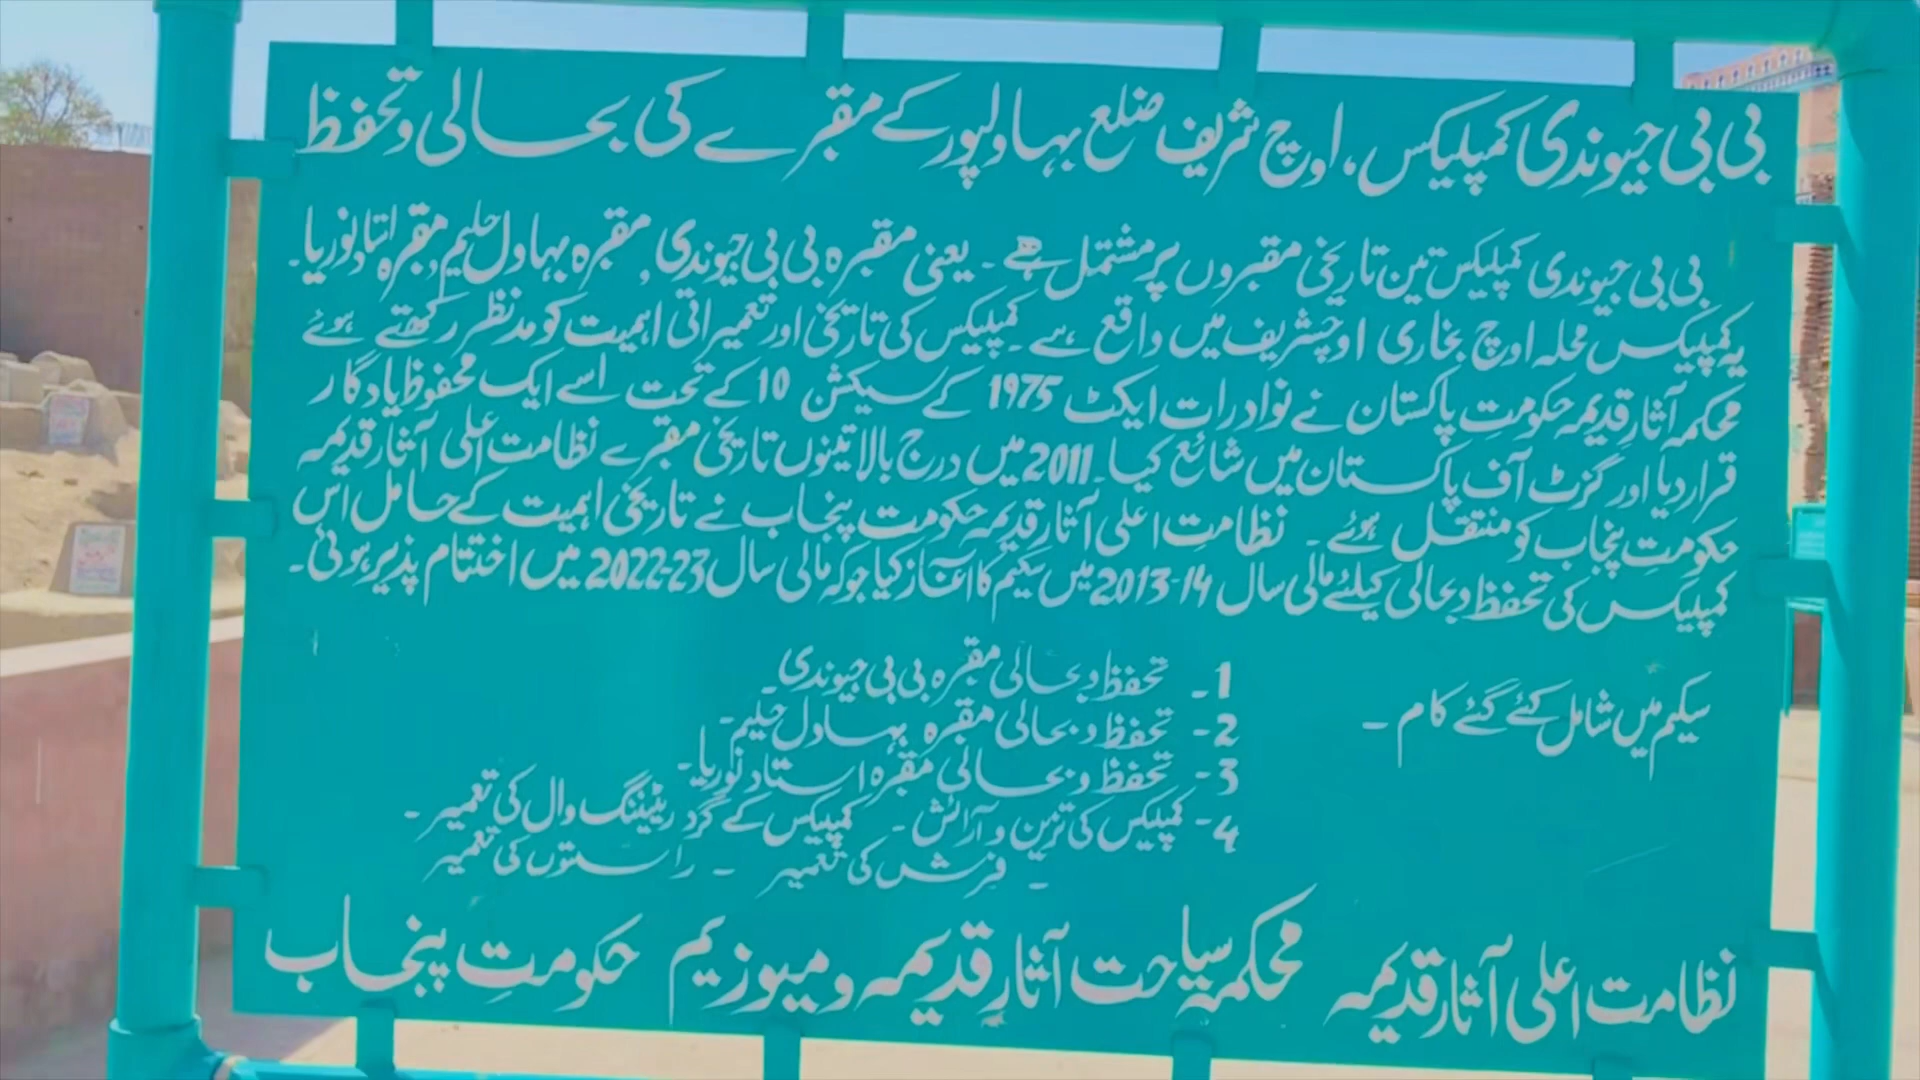 بی بی جیوندی کمپلیکس، اوچ شریف ضلع بہاولپور کے مقبرے کی بحالی و تحفظ
بی بی جیوندی کمپلیکس تین تاریخی مقبروں پر مشتمل ہے ۔ یعنی مقبرہ بی بی جیوندی, مقبرہ بہاول حلیم, مقبرہ استاد نوریا۔
یہ کمپلیکس محلہ اوچ بخاری اوچشریف میں واقع ہے ۔ کمپلیکس کی تاریخی اور تعمیراتی اہمیت کو مدنظر رکھتے ہوئے
محکمہ آثار قدیمہ حکومتِ پاکستان نے نوادرات ایکٹ 1975 کے سیکشن 10 کے تحت اسے ایک محفوظ یادگار
قرار دیا اور گزٹ آف پاکستان میں شائع کیا ۔ 2011 میں درج بالا تینوں تاریخی مقبرے نظامت اعلی آثار قدیمہ
حکومتِ پنجاب کو منتقل ہوئے ۔ نظامتِ اعلی آثار قدیمہ حکومت پنجاب نے تاریخی اہمیت کے حامل اس
کمپلیکس کی تحفظ و بحالی کیلئے مالی سال 14-2013 میں سکیم کا آغاز کیا جو کہ مالی سال 23-2022 میں اختتام پذیر ہوئی ۔
سکیم میں شامل کئے گئے کام ۔
1۔ تحفظ و بحالی مقبرہ بی بی جیوندی۔
2- تحفظ و بحالی مقبرہ بہاول حلیم۔
3- تحفظ و بحالی مقبرہ استاد نوریا۔
4- کمپلیکس کی تزین و آرائش ۔ کمپلیکس کے گرد ریٹیننگ وال کی تعمیر ۔
۔ فرش کی تعمیر ۔ راستوں کی تعمیر
نظامت اعلی آثار قدیمہ محکمہ سیاحت آثارِ قدیمہ و میوزیم حکومتِ پنجاب